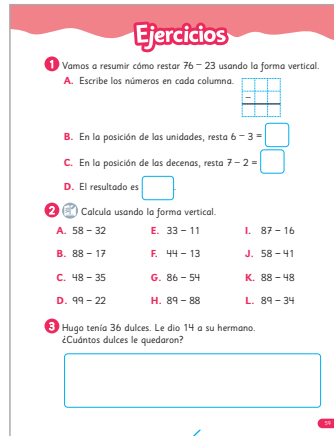 Ejercicios
1 Vamos a resumir cómo restar 76 − 23 usando la forma vertical.
A. Escribe los números en cada columna.
−
B. En la posición de las unidades, resta 6 − 3 =
C. En la posición de las decenas, resta 7 − 2 =
D. El resultado es .
2 Calcula usando la forma vertical.
A. 58 − 32 E. 33 − 11 I. 87 − 16
B. 88 − 17 F. 44 − 13 J. 58 − 41
C. 48 − 35 G. 86 − 54 K. 88 − 48
D. 99 − 22 H. 89 − 88 L. 89 − 34
3 Hugo tenía 36 dulces. Le dio 14 a su hermano.
¿Cuántos dulces le quedaron?
59